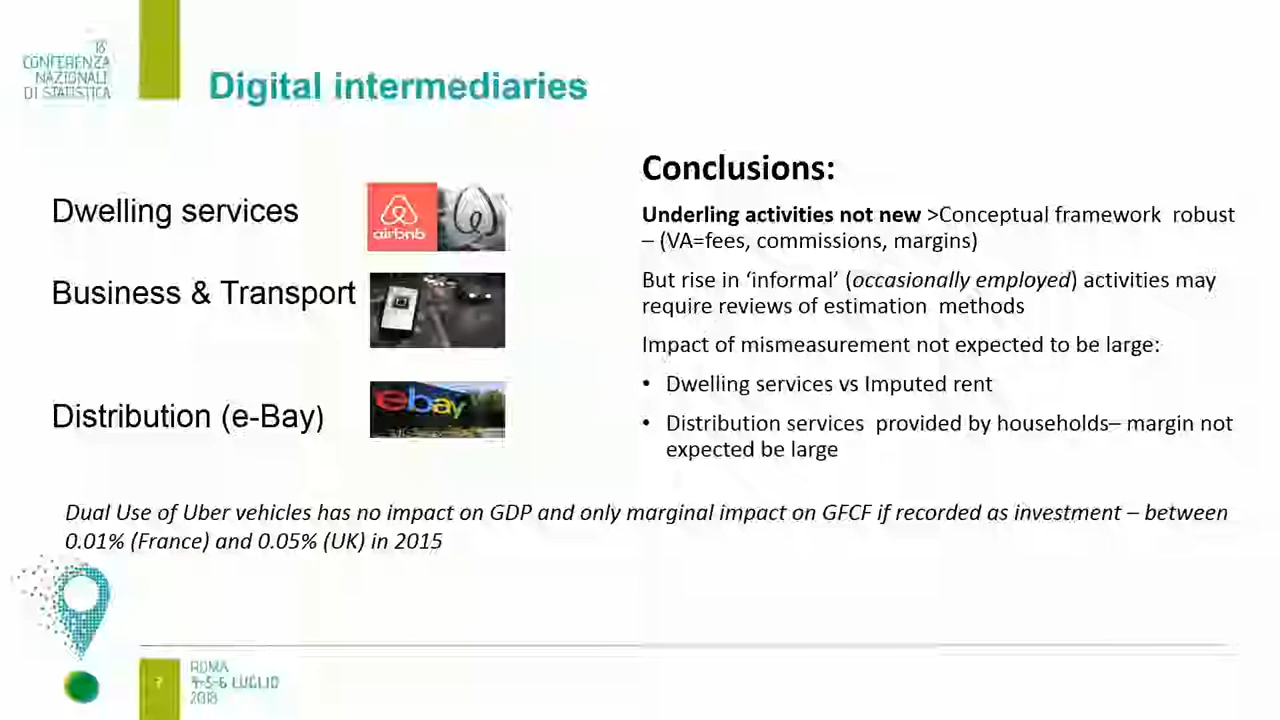 13°
CONFERENZA
NAZIONALE
DI STATISTICA
Digital intermediaries
Dwelling services
airbnb
Business & Transport
Distribution (e-Bay)
ebay
Conclusions:
Underling activities not new >Conceptual framework robust
– (VA=fees, commissions, margins)
But rise in ‘informal’ (occasionally employed) activities may
require reviews of estimation methods
Impact of mismeasurement not expected to be large:
• Dwelling services vs Imputed rent
• Distribution services provided by households– margin not
expected be large
Dual Use of Uber vehicles has no impact on GDP and only marginal impact on GFCF if recorded as investment – between
0.01% (France) and 0.05% (UK) in 2015
7
ROMA
4-5-6 LUGLIO
2018